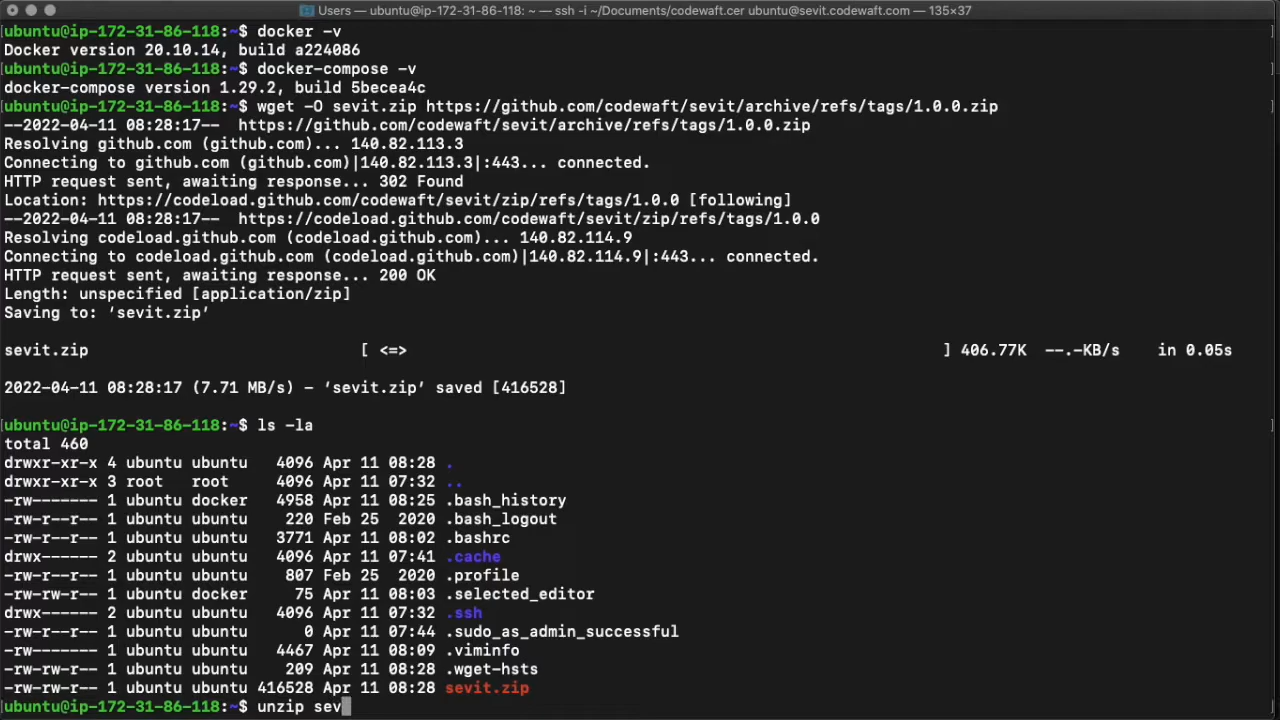 Users — ubuntu@ip-172-31-86-118: ~ — ssh -i ~/Documents/codewaft.cer ubuntu@sevit.codewaft.com — 135×37
[ubuntu@ip-172-31-86-118:~$ docker -v ]
Docker version 20.10.14, build a224086
[ubuntu@ip-172-31-86-118:~$ docker-compose -v ]
docker-compose version 1.29.2, build 5becea4c
[ubuntu@ip-172-31-86-118:~$ wget -O sevit.zip https://github.com/codewaft/sevit/archive/refs/tags/1.0.0.zip ]
--2022-04-11 08:28:17--  https://github.com/codewaft/sevit/archive/refs/tags/1.0.0.zip
Resolving github.com (github.com)... 140.82.113.3
Connecting to github.com (github.com)|140.82.113.3|:443... connected.
HTTP request sent, awaiting response... 302 Found
Location: https://codeload.github.com/codewaft/sevit/zip/refs/tags/1.0.0 [following]
--2022-04-11 08:28:17--  https://codeload.github.com/codewaft/sevit/zip/refs/tags/1.0.0
Resolving codeload.github.com (codeload.github.com)... 140.82.114.9
Connecting to codeload.github.com (codeload.github.com)|140.82.114.9|:443... connected.
HTTP request sent, awaiting response... 200 OK
Length: unspecified [application/zip]
Saving to: ‘sevit.zip’
sevit.zip [ <=> ] 406.77K --.-KB/s in 0.05s
2022-04-11 08:28:17 (7.71 MB/s) - ‘sevit.zip’ saved [416528]
[ubuntu@ip-172-31-86-118:~$ ls -la ]
total 460
drwxr-xr-x 4 ubuntu ubuntu   4096 Apr 11 08:28 .
drwxr-xr-x 3 root   root     4096 Apr 11 07:32 ..
-rw------- 1 ubuntu docker   4958 Apr 11 08:25 .bash_history
-rw-r--r-- 1 ubuntu ubuntu    220 Feb 25  2020 .bash_logout
-rw-r--r-- 1 ubuntu ubuntu   3771 Apr 11 08:02 .bashrc
drwx------ 2 ubuntu ubuntu   4096 Apr 11 07:41 .cache
-rw-r--r-- 1 ubuntu ubuntu    807 Feb 25  2020 .profile
-rw-r--r-- 1 ubuntu docker     75 Apr 11 08:03 .selected_editor
drwx------ 2 ubuntu ubuntu   4096 Apr 11 07:32 .ssh
-rw-r--r-- 1 ubuntu ubuntu      0 Apr 11 07:44 .sudo_as_admin_successful
-rw------- 1 ubuntu ubuntu   4467 Apr 11 08:09 .viminfo
-rw-rw-r-- 1 ubuntu ubuntu    209 Apr 11 08:28 .wget-hsts
-rw-rw-r-- 1 ubuntu ubuntu 416528 Apr 11 08:28 sevit.zip
[ubuntu@ip-172-31-86-118:~$ unzip sev ]